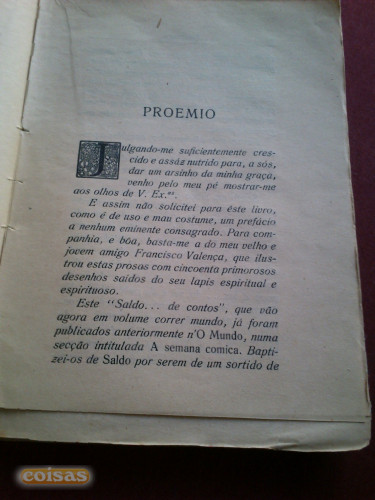 PROEMIO
Julgando-me suficientemente cres-
cido e assáz nutrido para, a sós,
dar um arsinho da minha graça,
venho pelo meu pé mostrar-me
aos olhos de V. Ex.as.
E assim não solicitei para éste livro,
como é de uso e mau costume, um prefácio
a nenhum eminente consagrado. Para com-
panhia, e bôa, basta-me a do meu velho e
jovem amigo Francisco Valença, que ilus-
trou estas prosas com cincoenta primorosos
desenhos saídos do seu lapis espiritual e
espirituoso.
Este "Saldo... de contos", que vão
agora em volume correr mundo, já foram
publicados anteriormente n'O Mundo, numa
secção intitulada A semana comica. Bapti-
zei-os de Saldo por serem de um sortido de
coisas